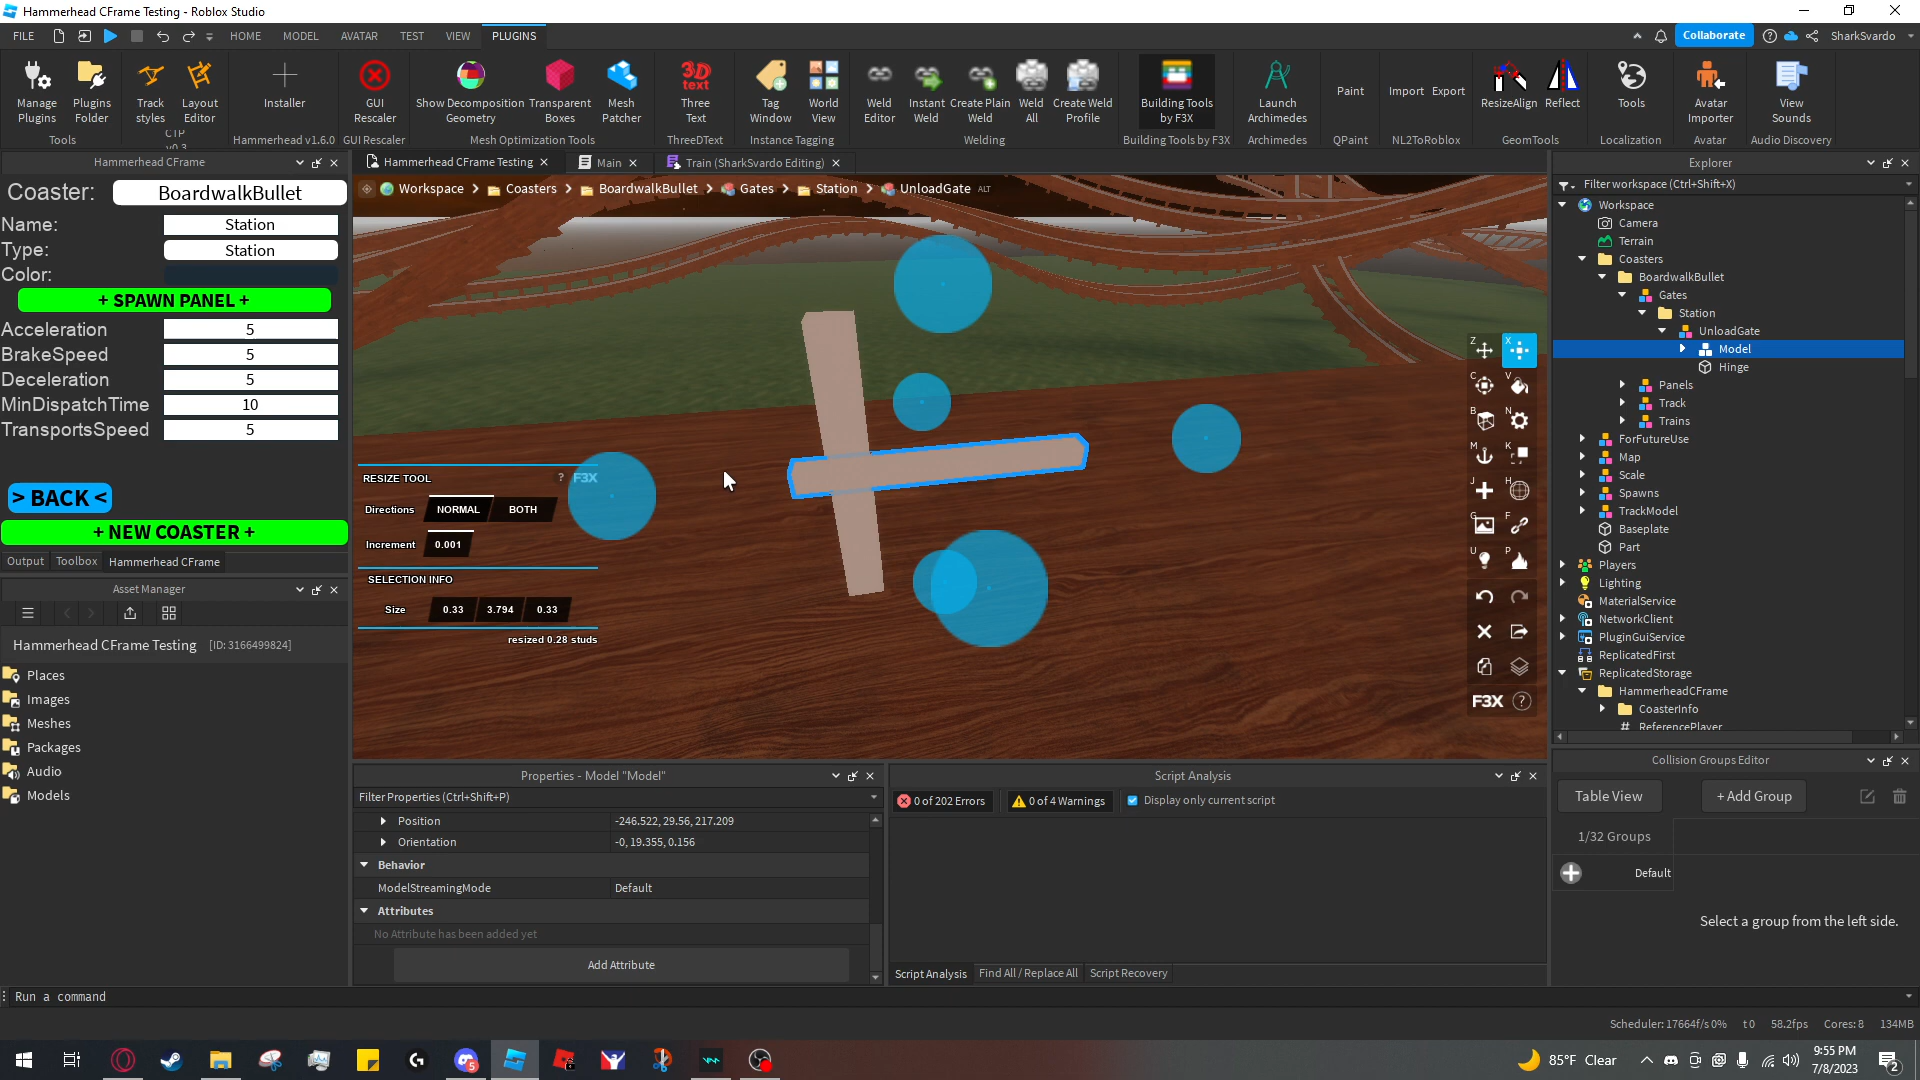 Hammerhead CFrame Testing - Roblox Studio
FILE HOME MODEL AVATAR TEST VIEW PLUGINS Collaborate SharkSvardo
Manage Plugins
Plugins Folder
Tools
Track styles
Layout Editor
CTP v0.3
Installer
Hammerhead v1.6.0
GUI Rescaler
GUI Rescaler
Show Decomposition Geometry
Transparent Boxes
Mesh Patcher
Mesh Optimization Tools
3D text
Three Text
ThreeDText
Tag Window
World View
Instance Tagging
Weld Editor
Instant Weld
Create Plain Weld
Weld All
Create Weld Profile
Welding
Building Tools by F3X
Building Tools by F3X
Launch Archimedes
Archimedes
Paint
QPaint
Import Export
NL2ToRoblox
ResizeAlign
Reflect
GeomTools
Tools
Localization
Avatar Importer
Avatar
View Sounds
Audio Discovery
Hammerhead CFrame
Coaster: BoardwalkBullet
Name: Station
Type: Station
Color:
+ SPAWN PANEL +
Acceleration 5
BrakeSpeed 5
Deceleration 5
MinDispatchTime 10
TransportsSpeed 5
> BACK <
+ NEW COASTER +
Output Toolbox Hammerhead CFrame
Asset Manager
Hammerhead CFrame Testing [ID: 3166499824]
Places
Images
Meshes
Packages
Audio
Models
Hammerhead CFrame Testing Main Train (SharkSvardo Editing)
Workspace Coasters BoardwalkBullet Gates Station UnloadGate ALT
RESIZE TOOL ? F3X
Directions NORMAL BOTH
Increment 0.001
SELECTION INFO
Size 0.33 3.794 0.33
resized 0.28 studs
Z X
C V
B N
M K
J H
G F
U P
F3X ?
Properties - Model "Model"
Filter Properties (Ctrl+Shift+P)
Position -246.522, 29.56, 217.209
Orientation -0, 19.355, 0.156
Behavior
ModelStreamingMode Default
Attributes
No Attribute has been added yet
Add Attribute
Script Analysis
0 of 202 Errors 0 of 4 Warnings Display only current script
Script Analysis Find All / Replace All Script Recovery
Explorer
Filter workspace (Ctrl+Shift+X)
Workspace
Camera
Terrain
Coasters
BoardwalkBullet
Gates
Station
UnloadGate
Model
Hinge
Panels
Track
Trains
ForFutureUse
Map
Scale
Spawns
TrackModel
Baseplate
Part
Players
Lighting
MaterialService
NetworkClient
PluginGuiService
ReplicatedFirst
ReplicatedStorage
HammerheadCFrame
CoasterInfo
ReferencePlayer
Collision Groups Editor
Table View + Add Group
1/32 Groups
Default
Select a group from the left side.
Run a command
Scheduler: 17664f/s 0% t0 58.2fps Cores: 8 134MB
85°F Clear
9:55 PM
7/8/2023
2